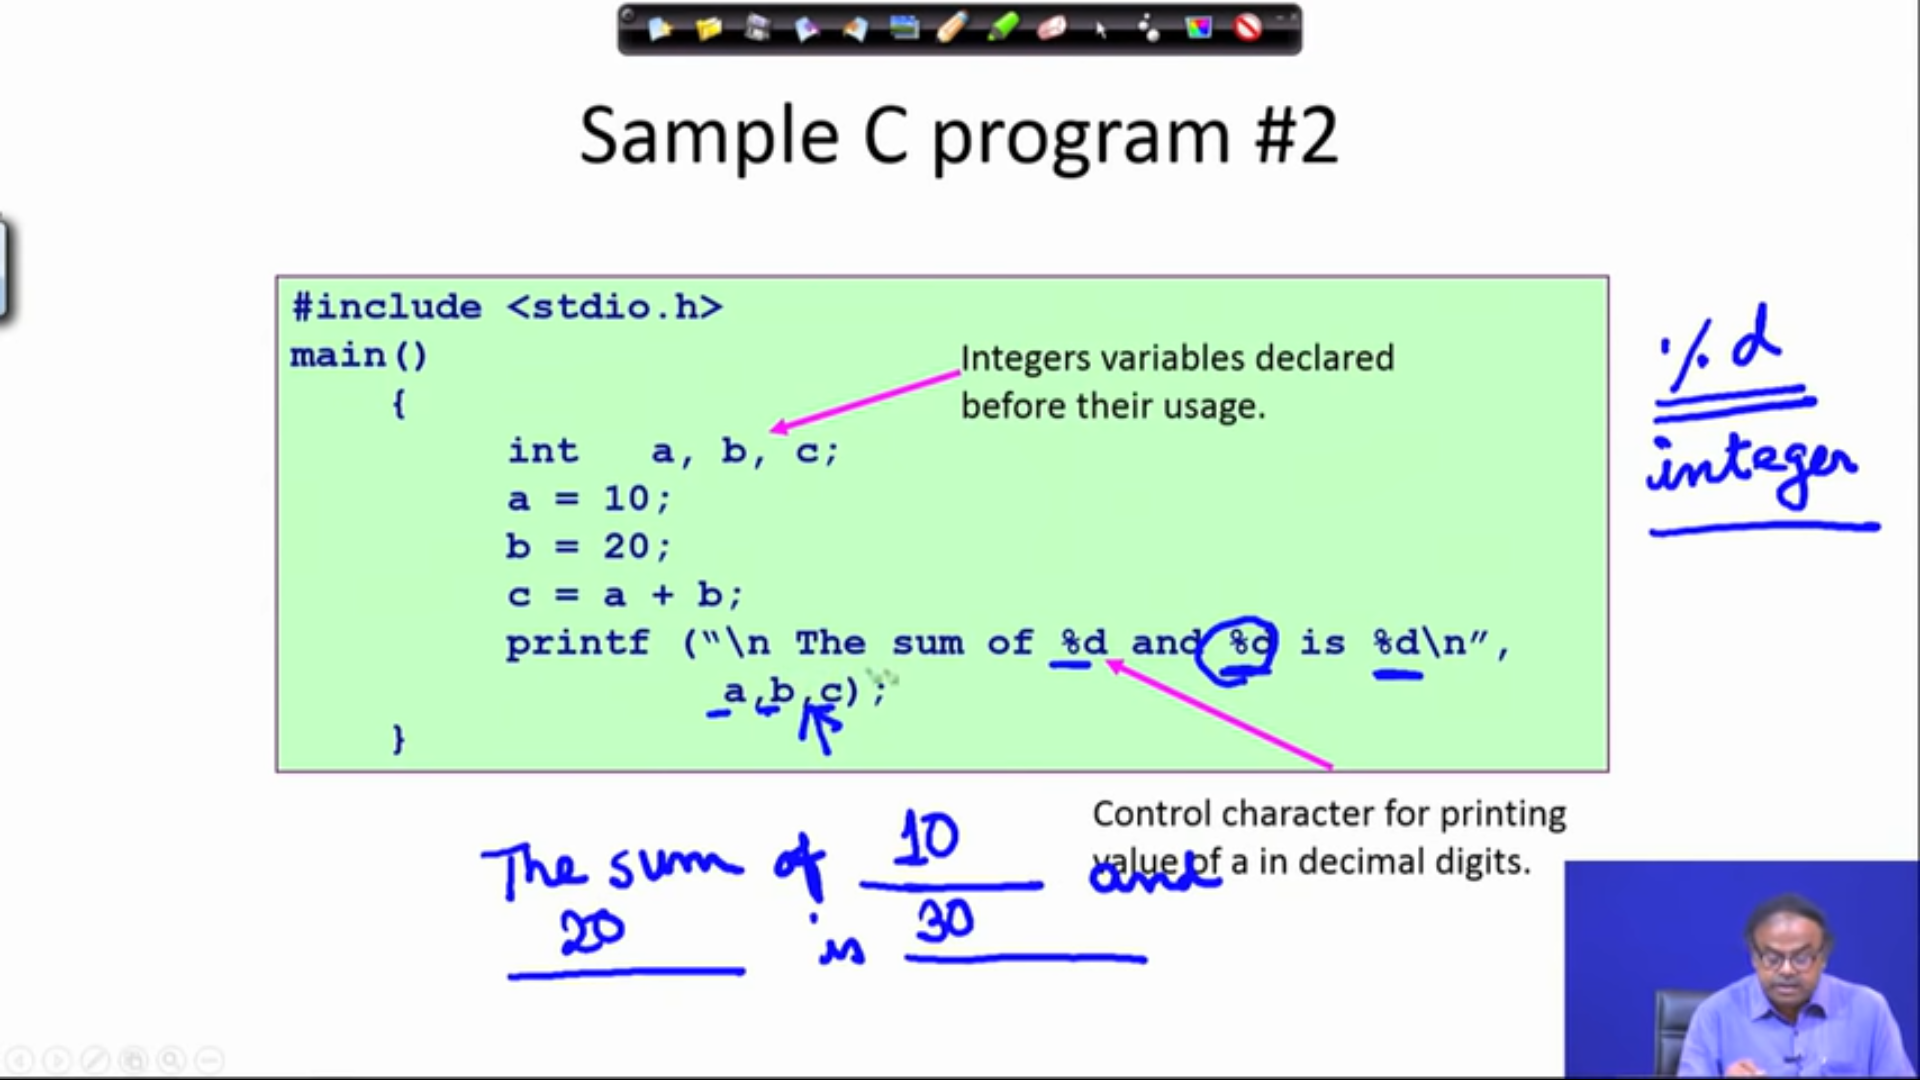 Sample C program #2
#include <stdio.h>
main()
{
int a, b, c;
a = 10;
b = 20;
c = a + b;
printf (“\n The sum of %d and %d is %d\n”,
a,b,c);
}
Integers variables declared
before their usage.
Control character for printing
value of a in decimal digits.
%d
integer
The sum of 10 and
20 is 30